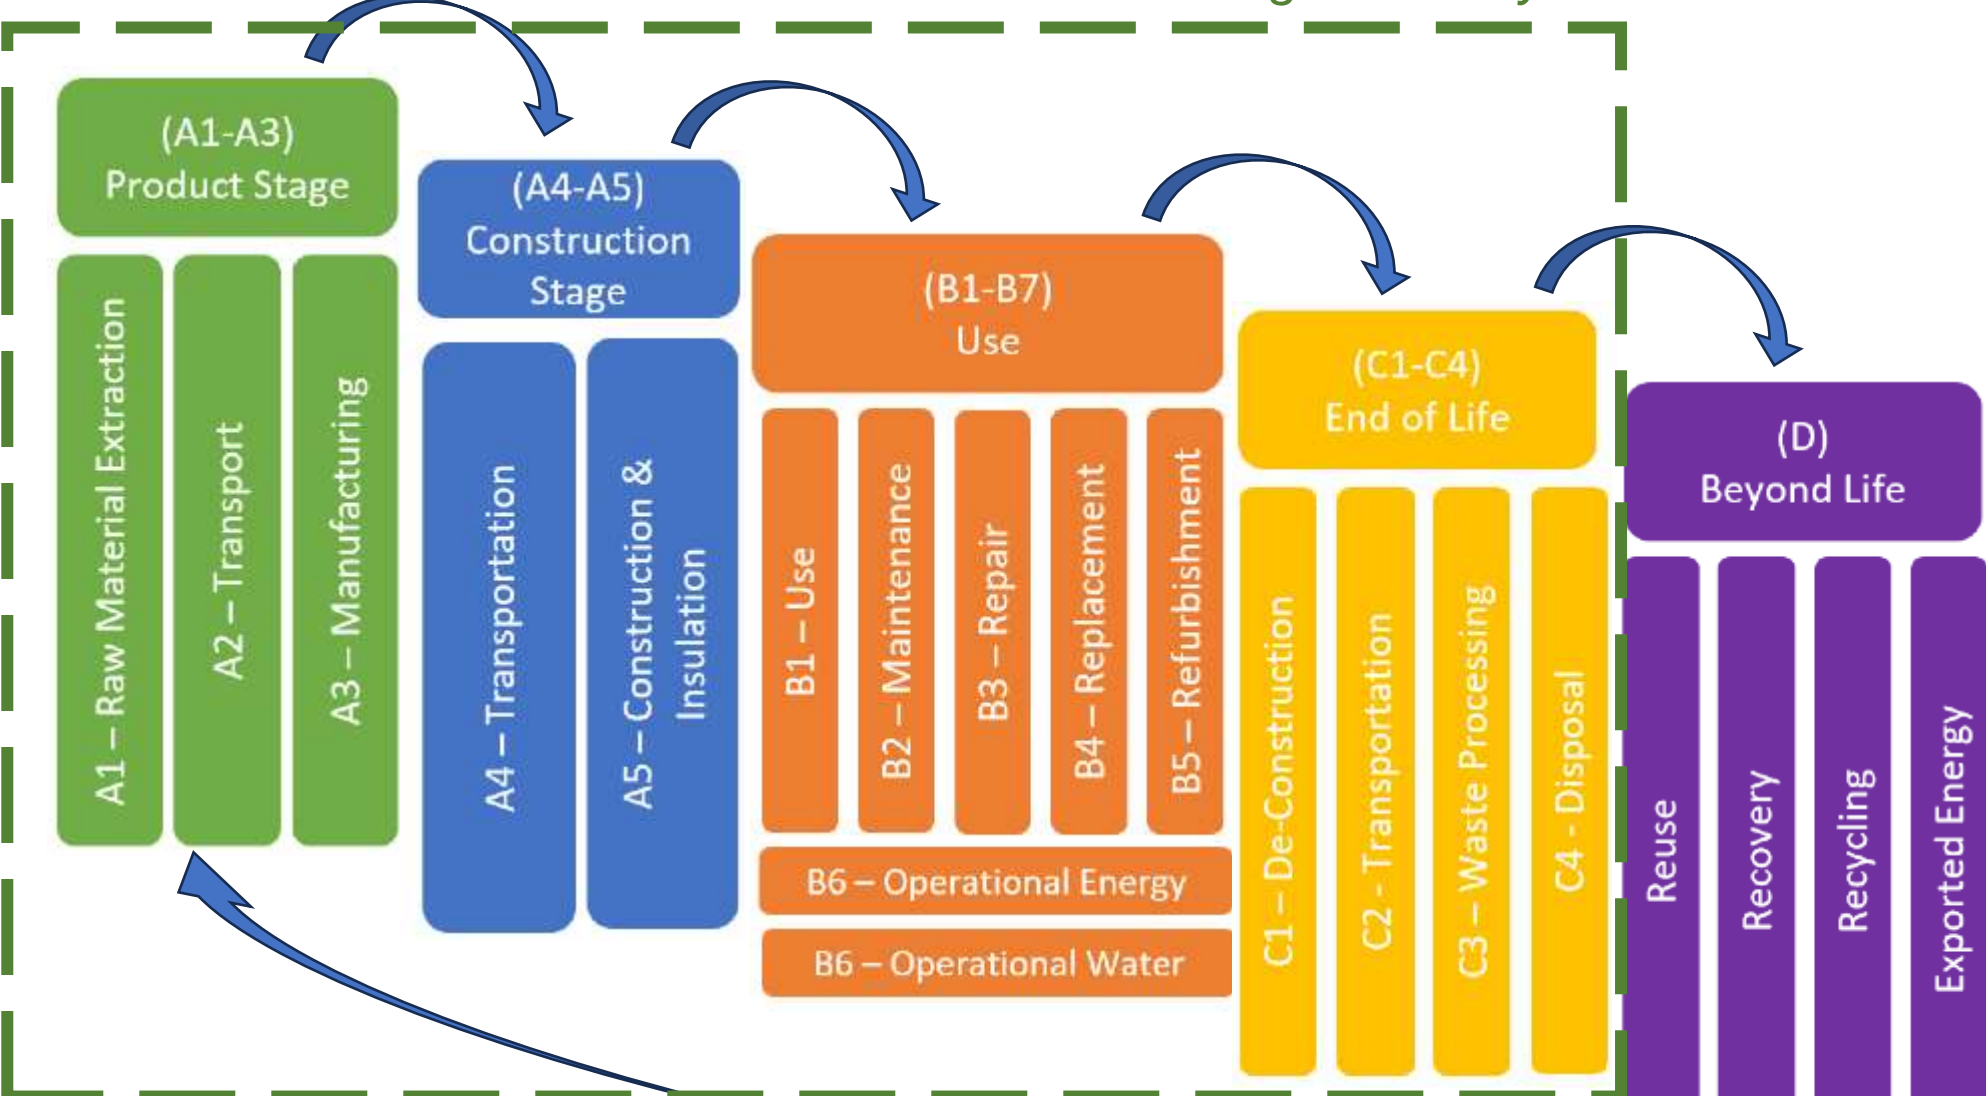 (A1-A3)
Product Stage
A1 – Raw Material Extraction
A2 – Transport
A3 – Manufacturing
(A4-A5)
Construction
Stage
A4 – Transportation
A5 – Construction &
Insulation
(B1-B7)
Use
B1 – Use
B2 – Maintenance
B3 – Repair
B4 – Replacement
B5 – Refurbishment
B6 – Operational Energy
B6 – Operational Water
(C1-C4)
End of Life
C1 – De-Construction
C2 - Transportation
C3 – Waste Processing
C4 - Disposal
(D)
Beyond Life
Reuse
Recovery
Recycling
Exported Energy